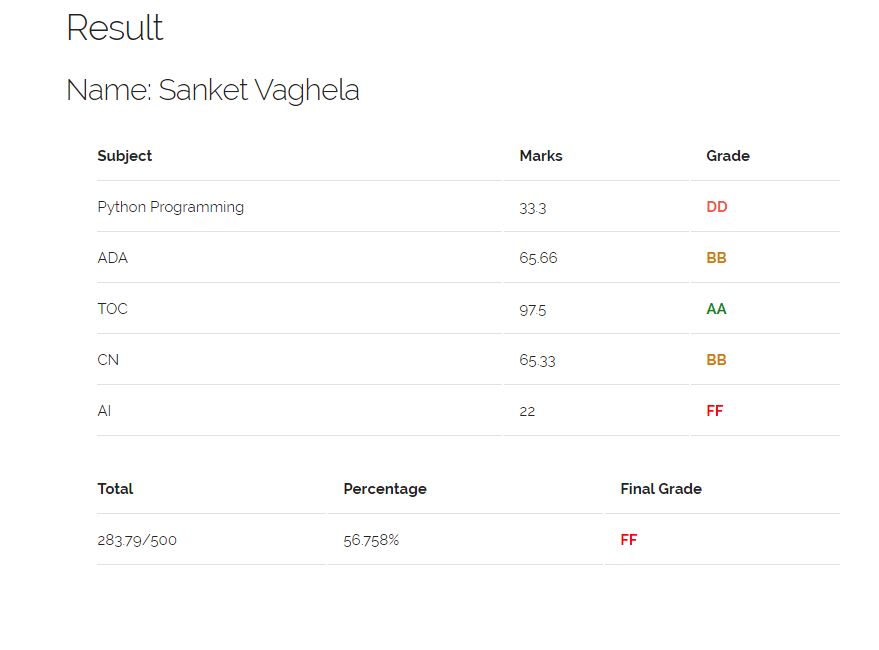 Result
Name: Sanket Vaghela
Subject Marks Grade
Python Programming 33.3 DD
ADA 65.66 BB
TOC 97.5 AA
CN 65.33 BB
AI 22 FF
Total Percentage Final Grade
283.79/500 56.758% FF